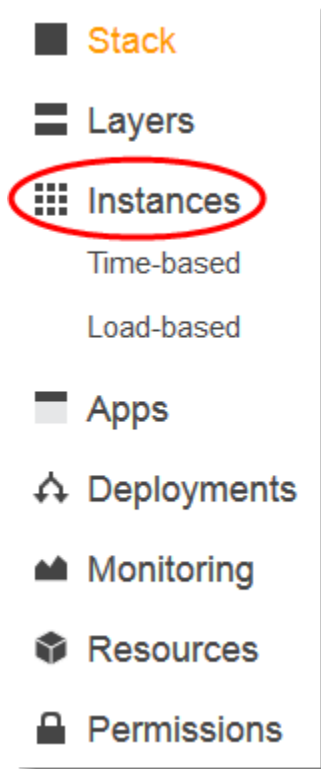 Stack
Layers
Instances
Time-based
Load-based
Apps
Deployments
Monitoring
Resources
Permissions